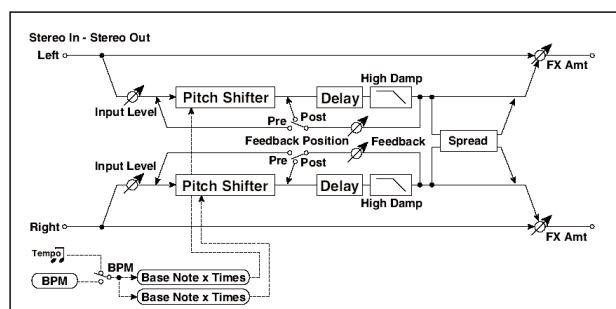 Stereo In - Stereo Out
Left
FX Amt
High Damp
Input Level
Pitch Shifter
Delay
Pre
Post
Feedback Position
Feedback
Spread
Input Level
Pre
Post
Pitch Shifter
Delay
High Damp
Right
FX Amt
Tempo
BPM
BPM
Base Note x Times
Base Note x Times